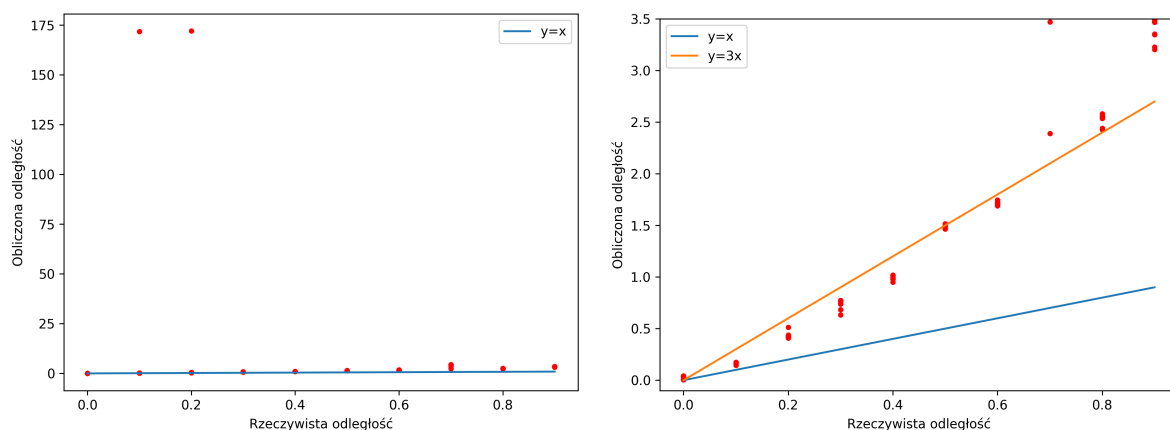 175
150
125
100
75
50
25
0
Obliczona odległość
0.0 0.2 0.4 0.6 0.8
Rzeczywista odległość
y=x
3.5
3.0
2.5
2.0
1.5
1.0
0.5
0.0
Obliczona odległość
0.0 0.2 0.4 0.6 0.8
Rzeczywista odległość
y=x
y=3x